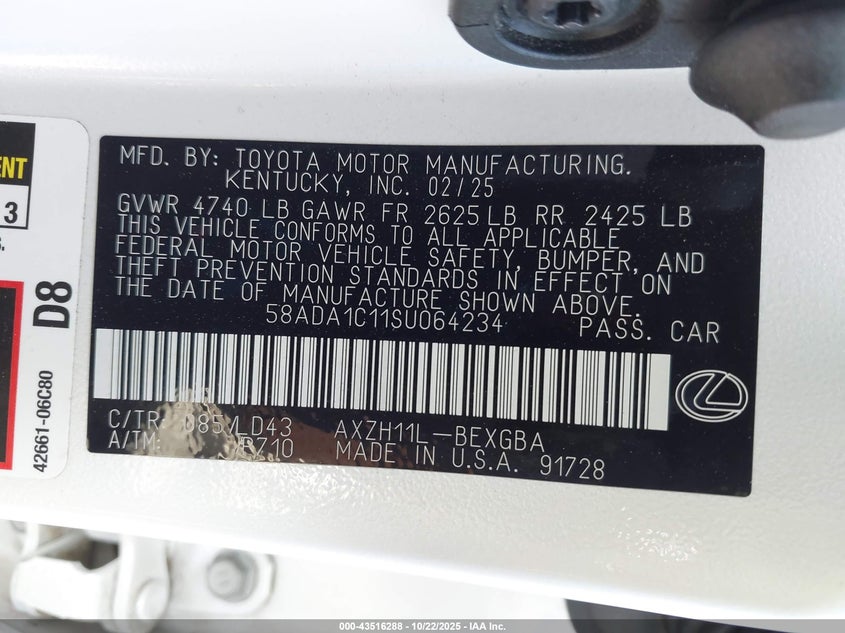 MFD. BY: TOYOTA MOTOR MANUFACTURING.
KENTUCKY, INC. 02/25
GVWR 4740 LB GAWR FR 2625 LB RR 2425 LB
THIS VEHICLE CONFORMS TO ALL APPLICABLE
FEDERAL MOTOR VEHICLE SAFETY, BUMPER, AND
THEFT PREVENTION STANDARDS IN EFFECT ON
THE DATE OF MANUFACTURE SHOWN ABOVE.
58ADA1C11SU064234 PASS. CAR
C/TR: 085/LD43 AXZH11L-BEXGBA
A/TM: MADE IN U.S.A. 91728
3
D8
42661-06C80
000-43516288 - 10/22/2025 - IAA Inc.